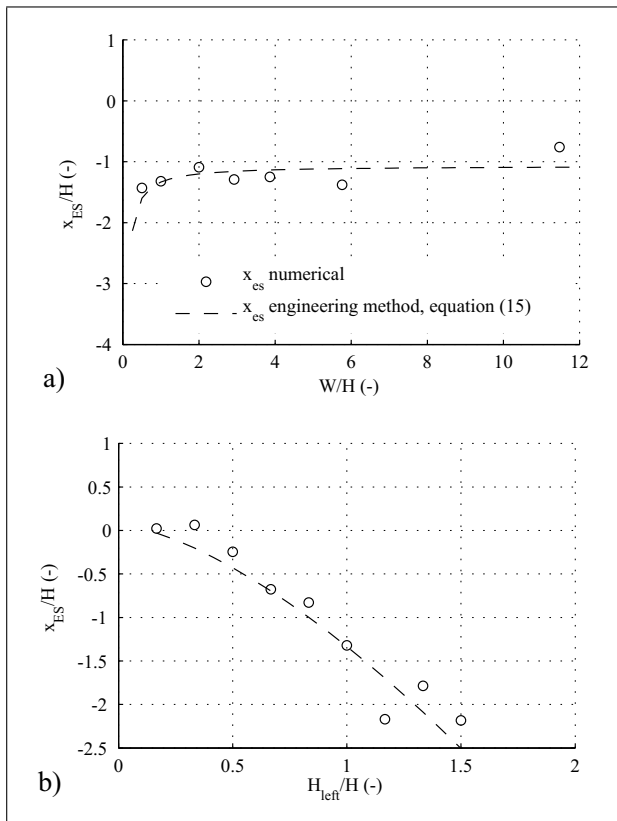 1
0
-1
-2
-3
-4
x_ES/H (-)
x_es numerical
x_es engineering method, equation (15)
0 2 4 6 8 10 12
W/H (-)
a)
1
0.5
0
-0.5
-1
-1.5
-2
-2.5
x_ES/H (-)
0 0.5 1 1.5 2
H_left/H (-)
b)